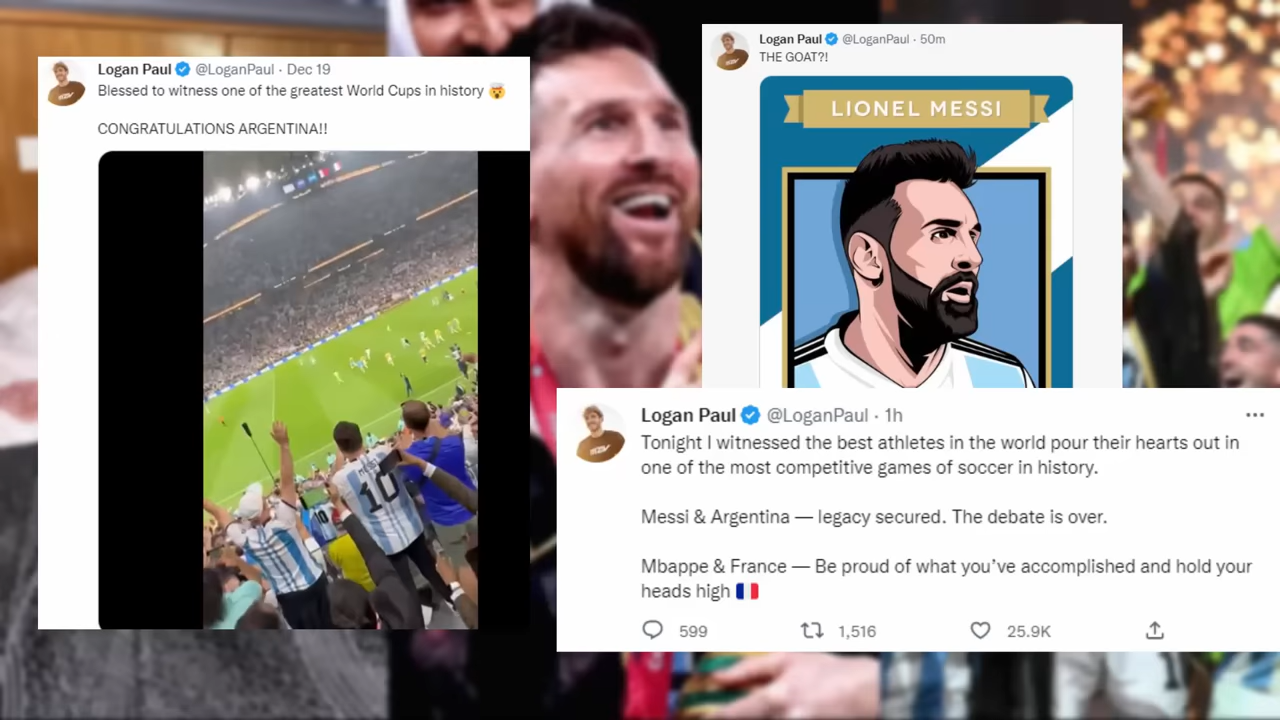 Logan Paul @LoganPaul · Dec 19
Blessed to witness one of the greatest World Cups in history 🤯
CONGRATULATIONS ARGENTINA!!
10
Logan Paul @LoganPaul · 50m
THE GOAT?!
LIONEL MESSI
Logan Paul @LoganPaul · 1h
Tonight I witnessed the best athletes in the world pour their hearts out in
one of the most competitive games of soccer in history.
Messi & Argentina — legacy secured. The debate is over.
Mbappe & France — Be proud of what you’ve accomplished and hold your
heads high 🇫🇷
599 1,516 25.9K